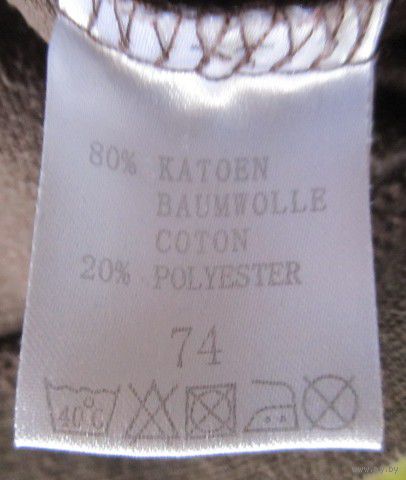 80% KATOEN
BAUMWOLLE
COTON
20% POLYESTER
74
40°C